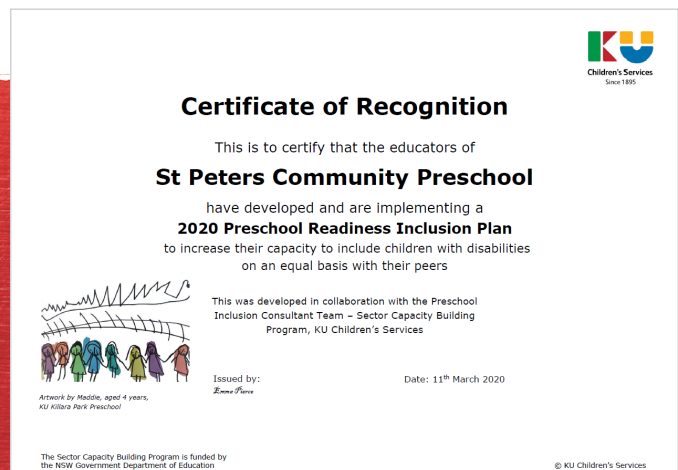 KU
Children's Services
Since 1895
Certificate of Recognition
This is to certify that the educators of
St Peters Community Preschool
have developed and are implementing a
2020 Preschool Readiness Inclusion Plan
to increase their capacity to include children with disabilities
on an equal basis with their peers
This was developed in collaboration with the Preschool
Inclusion Consultant Team – Sector Capacity Building
Program, KU Children's Services
Artwork by Maddie, aged 4 years,
KU Killara Park Preschool
Issued by:
Emma Pierce
Date: 11th March 2020
The Sector Capacity Building Program is funded by
the NSW Government Department of Education
© KU Children's Services